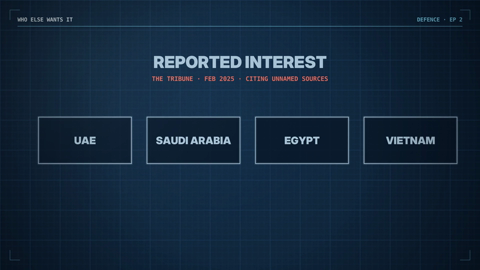 WHO ELSE WANTS IT
DEFENCE · EP 2
REPORTED INTEREST
THE TRIBUNE · FEB 2025 · CITING UNNAMED SOURCES
UAE
SAUDI ARABIA
EGYPT
VIETNAM